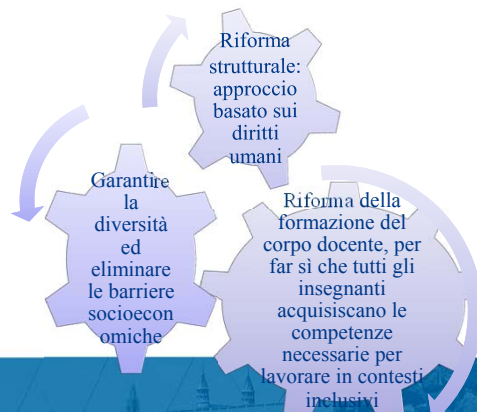 Riforma
strutturale:
approccio
basato sui
diritti
umani
Garantire
la
diversità
ed
eliminare
le barriere
socioecon
omiche
Riforma della
formazione del
corpo docente, per
far sì che tutti gli
insegnanti
acquisiscano le
competenze
necessarie per
lavorare in contesti
inclusivi